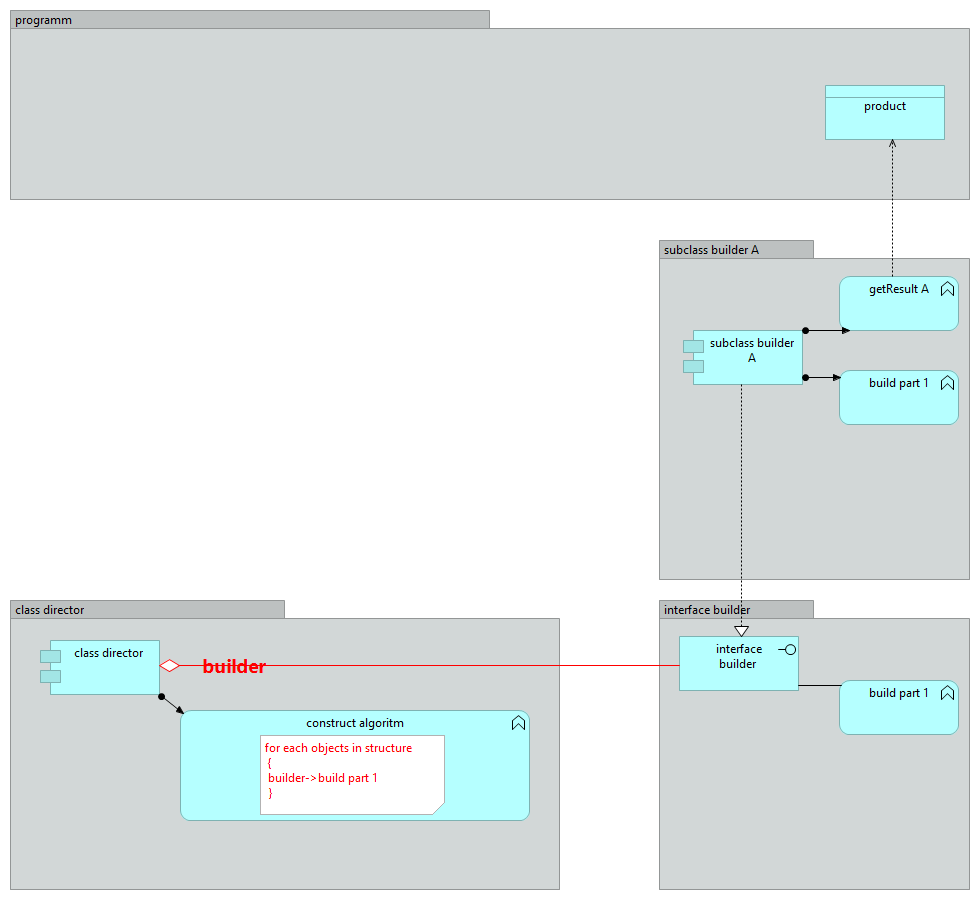 programm
product
subclass builder A
getResult A
subclass builder
A
build part 1
class director
interface builder
class director
builder
interface
builder
build part 1
construct algoritm
for each objects in structure
{
builder->build part 1
}